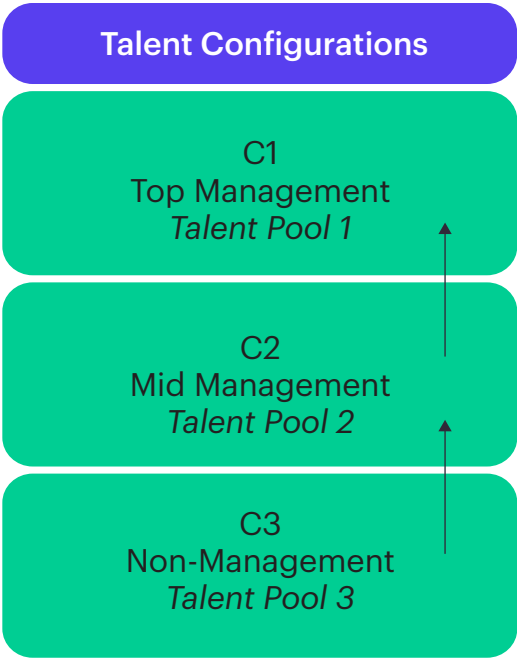 Talent Configurations
C1
Top Management
Talent Pool 1
C2
Mid Management
Talent Pool 2
C3
Non-Management
Talent Pool 3